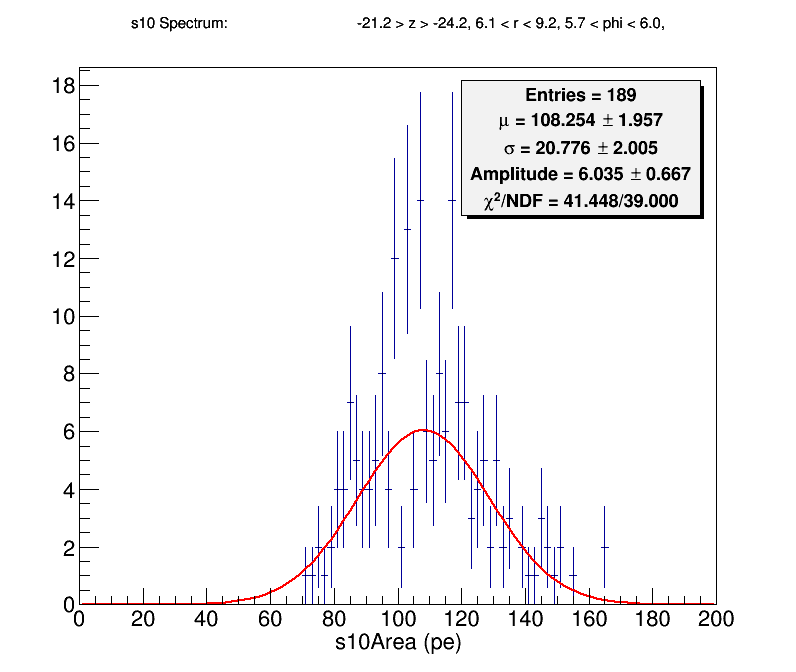 s10 Spectrum: -21.2 > z > -24.2, 6.1 < r < 9.2, 5.7 < phi < 6.0,
Entries = 189
μ = 108.254 ± 1.957
σ = 20.776 ± 2.005
Amplitude = 6.035 ± 0.667
χ²/NDF = 41.448/39.000
18
16
14
12
10
8
6
4
2
0
0 20 40 60 80 100 120 140 160 180 200
s10Area (pe)